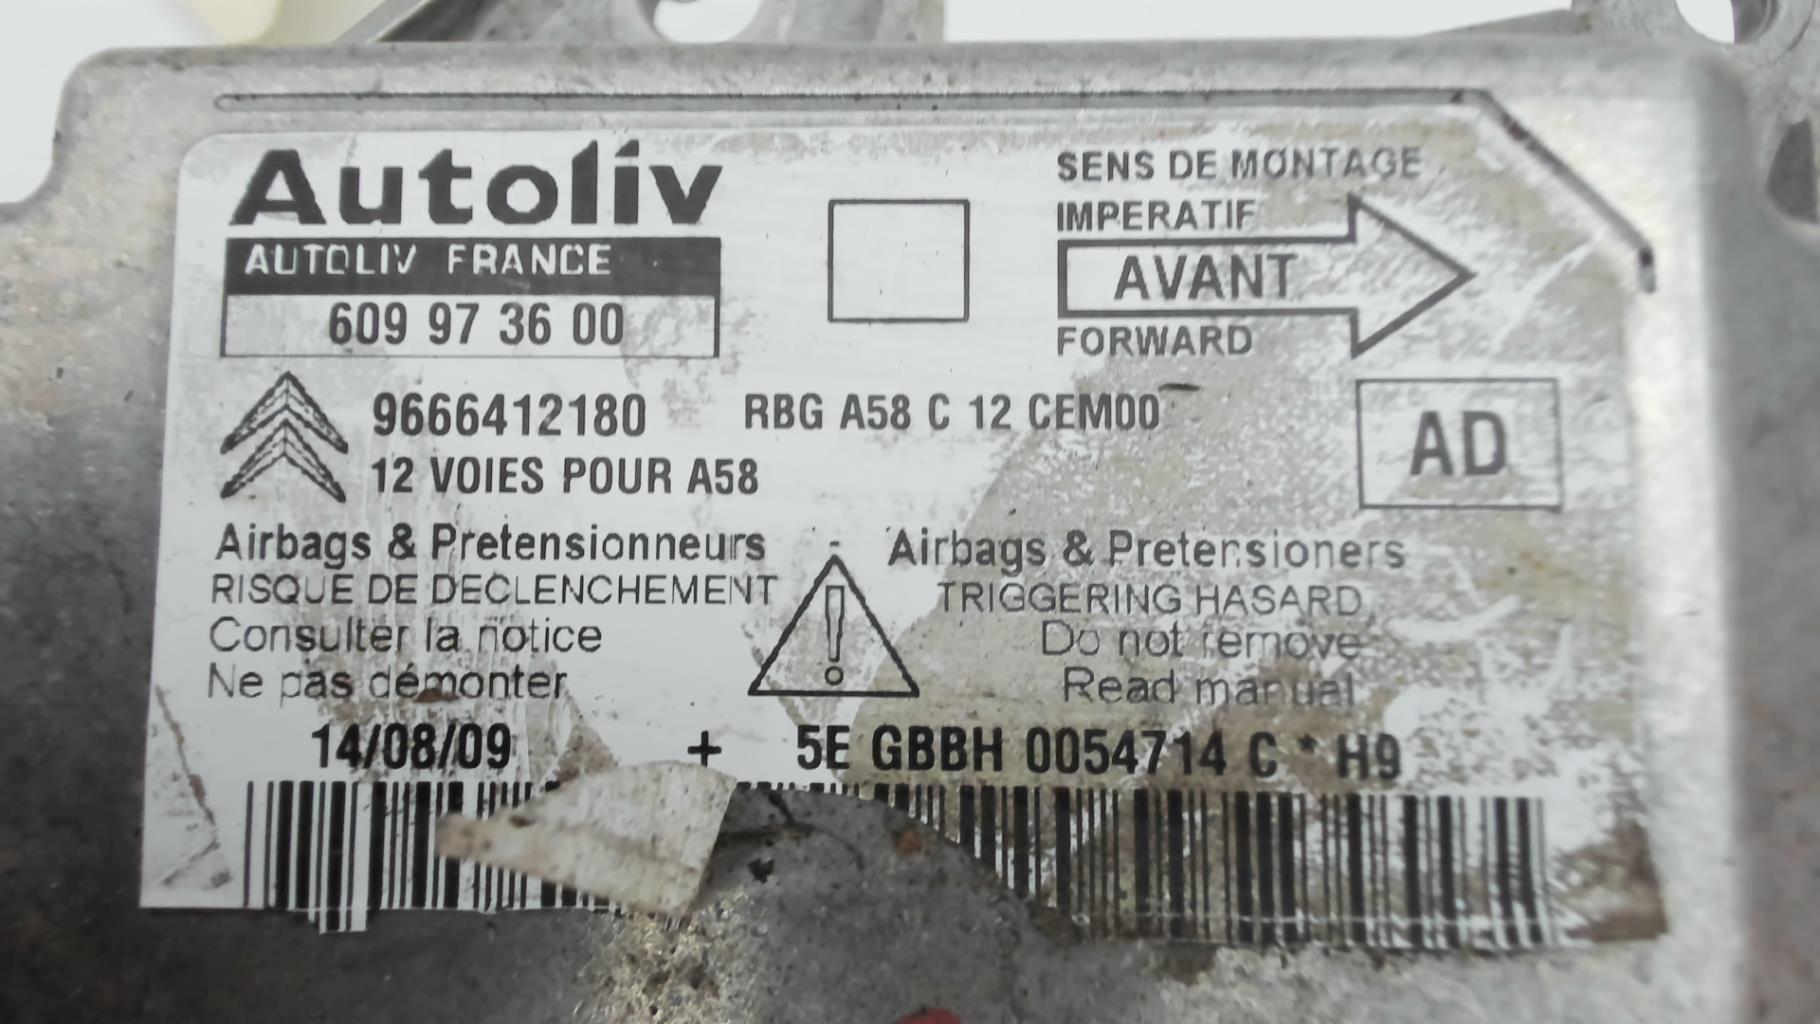 Autoliv
AUTOLIV FRANCE
609 97 36 00
SENS DE MONTAGE
IMPERATIF
AVANT
FORWARD
9666412180 RBG A58 C 12 CEM00
12 VOIES POUR A58
AD
Airbags & Pretensionneurs
RISQUE DE DECLENCHEMENT
Consulter la notice
Ne pas démonter
Airbags & Pretensioners
TRIGGERING HASARD,
Do not remove
Read manual
14/08/09 + 5E GBBH 0054714 C * H9